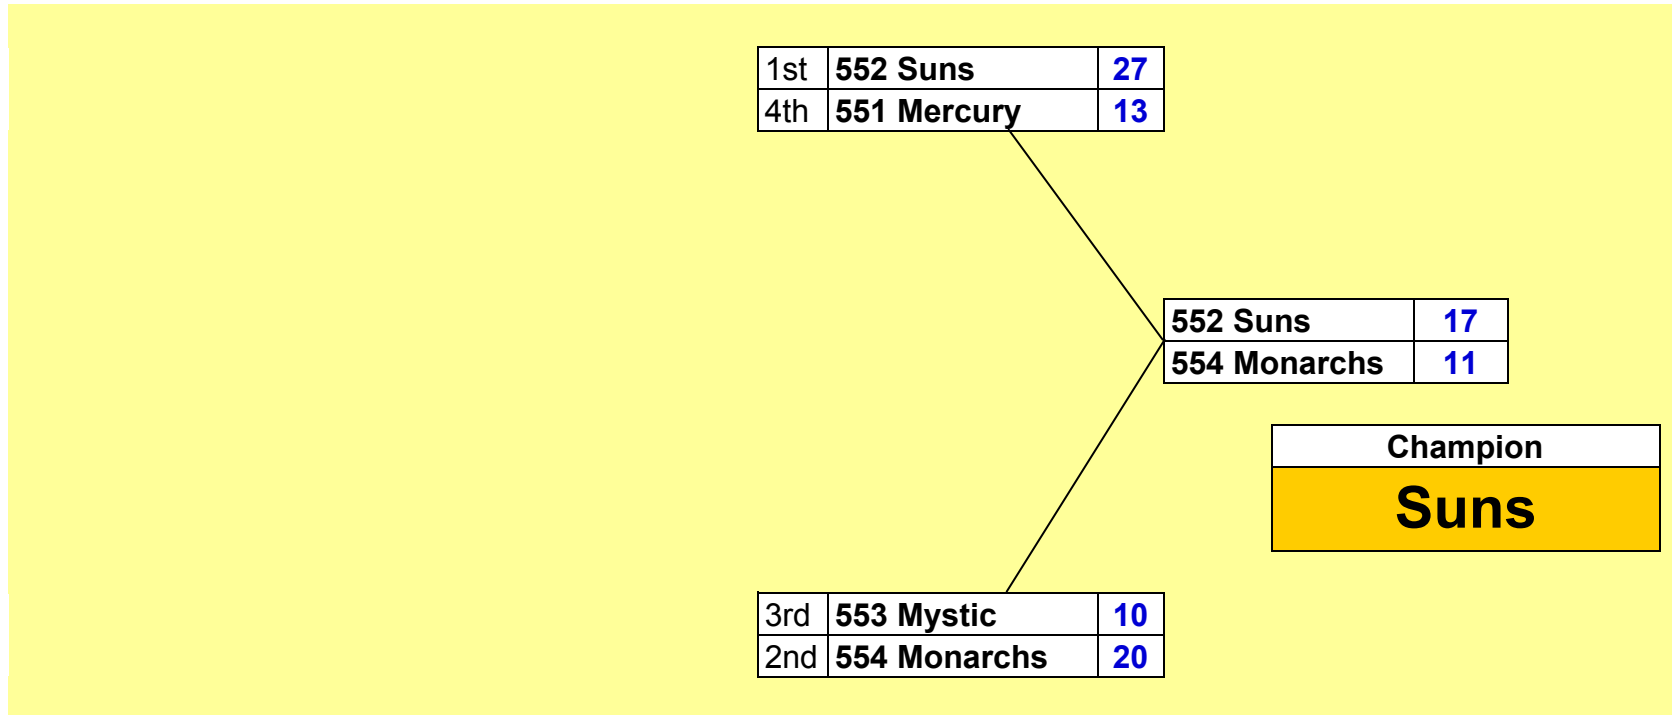 1st 552 Suns 27
4th 551 Mercury 13
552 Suns 17
554 Monarchs 11
Champion
Suns
3rd 553 Mystic 10
2nd 554 Monarchs 20